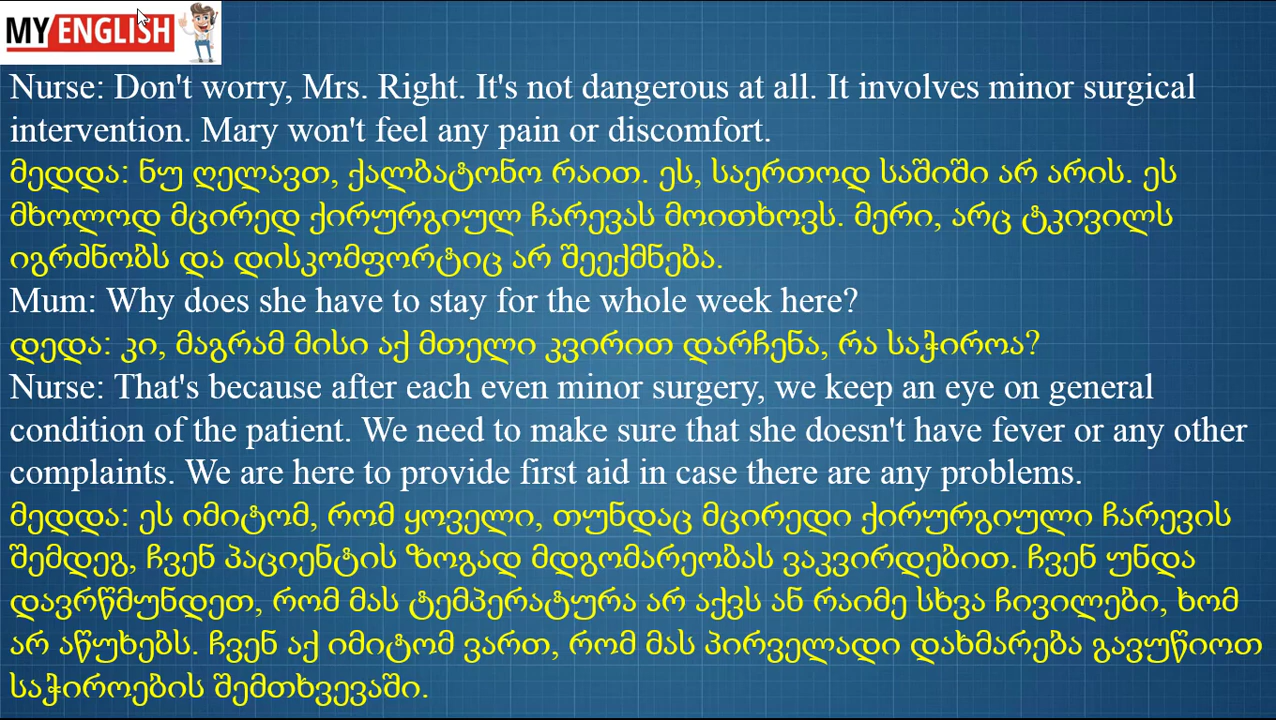 MY ENGLISH
Nurse: Don't worry, Mrs. Right. It's not dangerous at all. It involves minor surgical
intervention. Mary won't feel any pain or discomfort.
მედდა: ნუ ღელავთ, ქალბატონო რაით. ეს, საერთოდ საშიში არ არის. ეს
მხოლოდ მცირედ ქირურგიულ ჩარევას მოითხოვს. მერი, არც ტკივილს
იგრძნობს და დისკომფორტიც არ შეექმნება.
Mum: Why does she have to stay for the whole week here?
დედა: კი, მაგრამ მისი აქ მთელი კვირით დარჩენა, რა საჭიროა?
Nurse: That's because after each even minor surgery, we keep an eye on general
condition of the patient. We need to make sure that she doesn't have fever or any other
complaints. We are here to provide first aid in case there are any problems.
მედდა: ეს იმიტომ, რომ ყოველი, თუნდაც მცირედი ქირურგიული ჩარევის
შემდეგ, ჩვენ პაციენტის ზოგად მდგომარეობას ვაკვირდებით. ჩვენ უნდა
დავრწმუნდეთ, რომ მას ტემპერატურა არ აქვს ან რაიმე სხვა ჩივილები, ხომ
არ აწუხებს. ჩვენ აქ იმიტომ ვართ, რომ მას პირველადი დახმარება გავუწიოთ
საჭიროების შემთხვევაში.